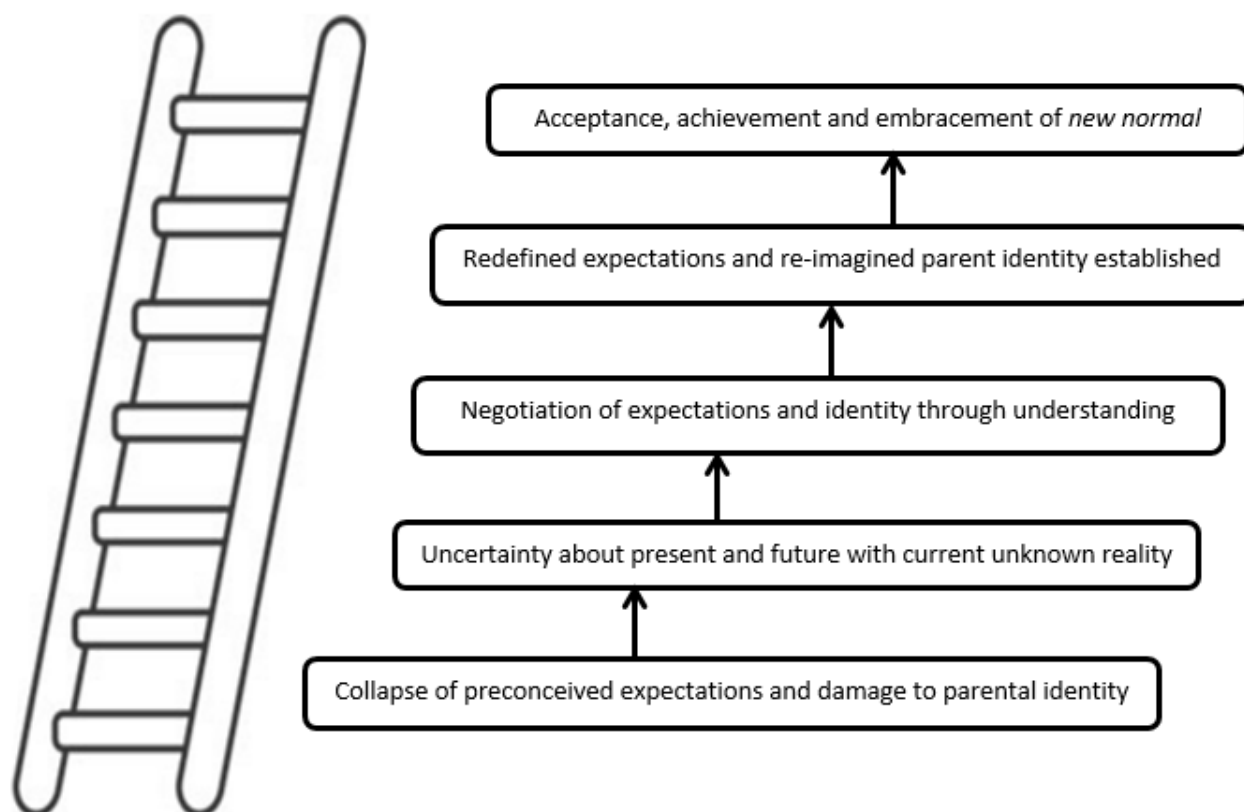 Acceptance, achievement and embracement of new normal
Redefined expectations and re-imagined parent identity established
Negotiation of expectations and identity through understanding
Uncertainty about present and future with current unknown reality
Collapse of preconceived expectations and damage to parental identity